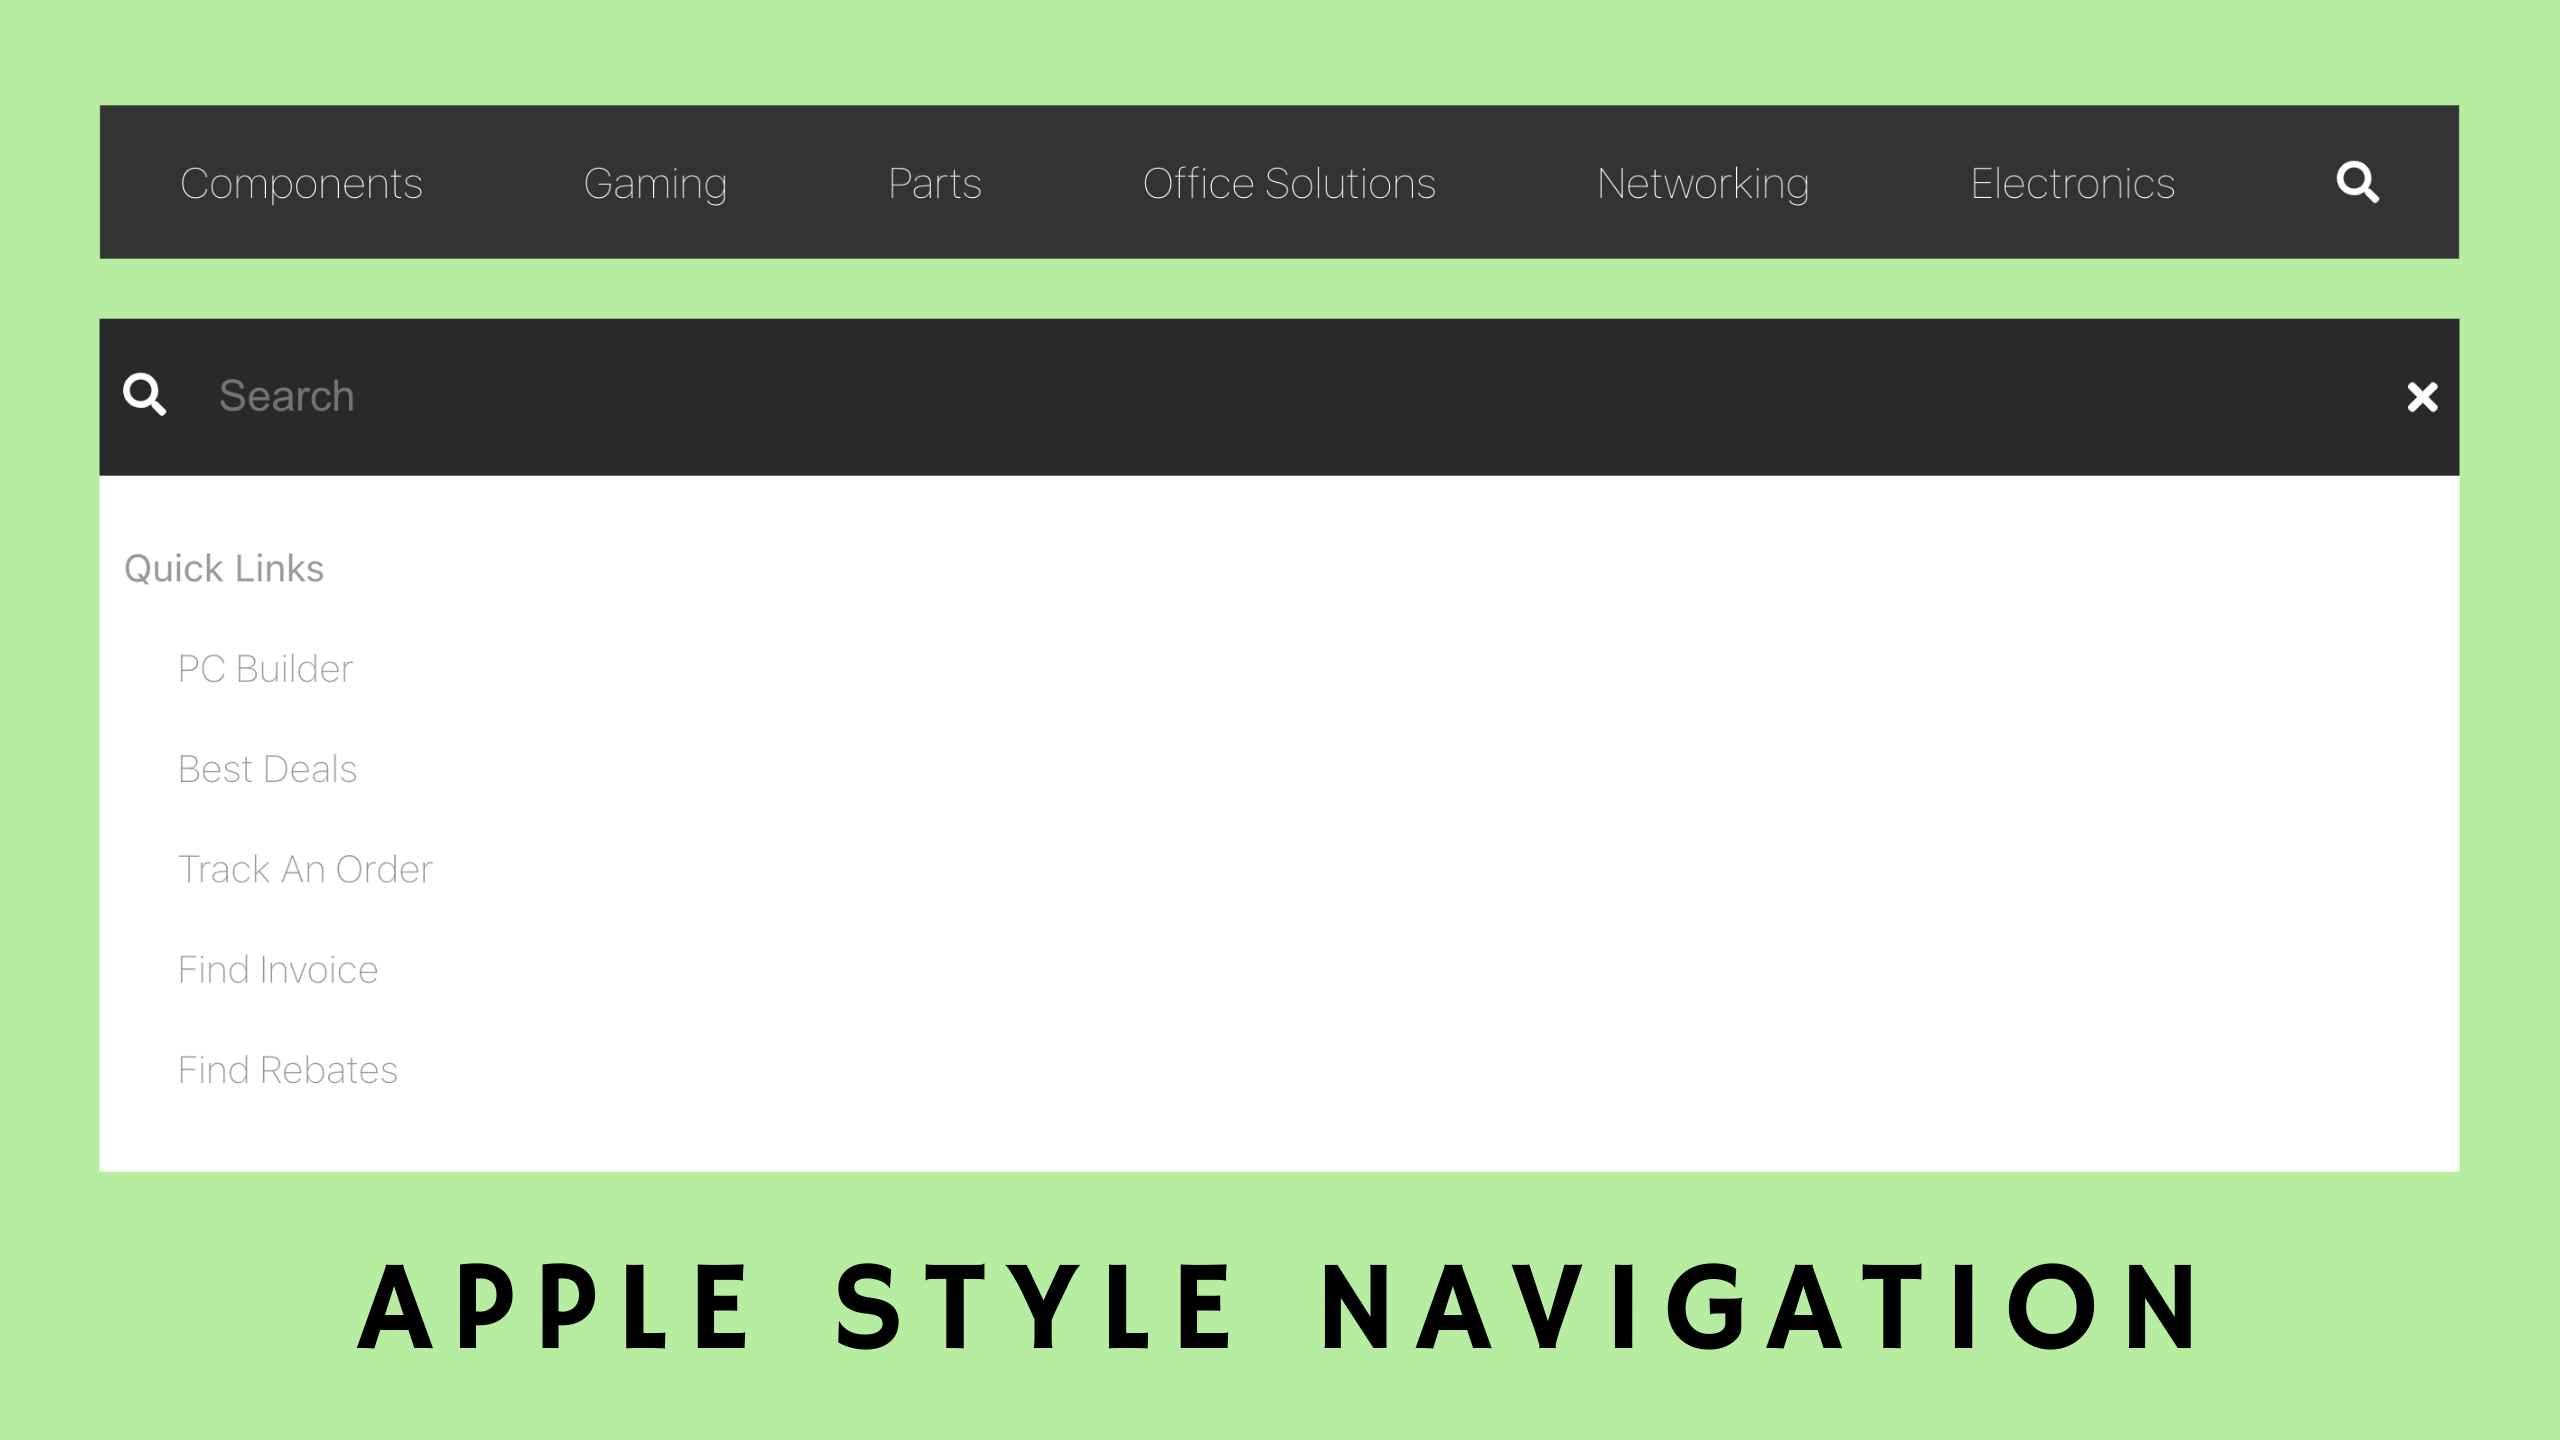 Components Gaming Parts Office Solutions Networking Electronics
Search
Quick Links
PC Builder
Best Deals
Track An Order
Find Invoice
Find Rebates
APPLE STYLE NAVIGATION